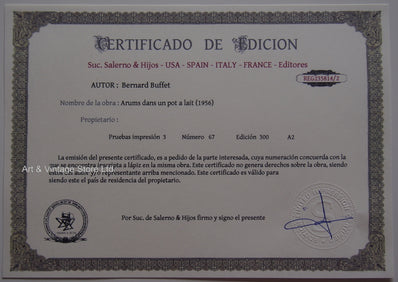 CERTIFICADO DE EDICION
Suc. Salerno & Hijos - USA - SPAIN - ITALY - FRANCE - Editores
REG235814/2
AUTOR : Bernard Buffet
Nombre de la obra : Arums dans un pot a lait (1956)
Propietario :
Pruebas impresión 3 Número 67 Edición 300 A2
La emisión del presente certificado, es a pedido de la parte interesada, cuya numeración concuerda con la
que se encuentra inscripta a lápiz en la misma obra. Este certificado no genera derechos sobre la obra, siendo
Art & Vintage Store Ltd
representante arriba mencionado. Este certificado es válido para
siendo este el país de residencia del propietario.
Por Suc. de Salerno & Hijos firmo y signo el presente